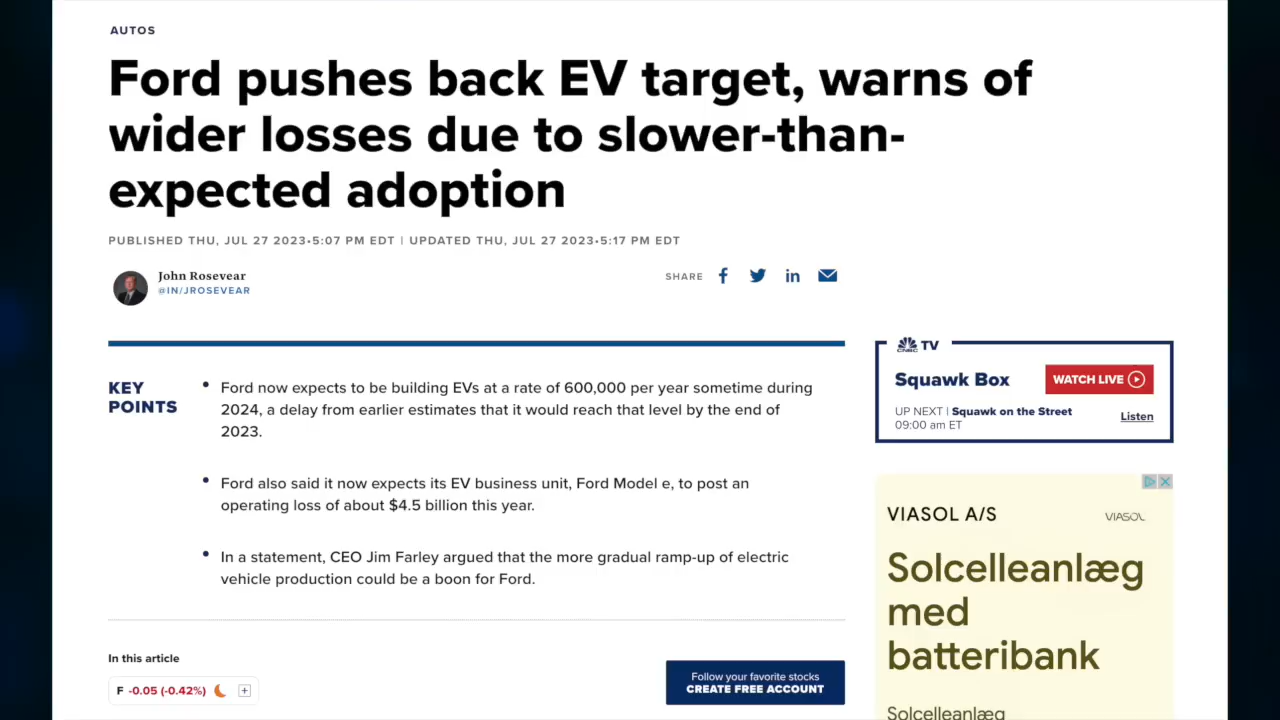 AUTOS
Ford pushes back EV target, warns of
wider losses due to slower-than-
expected adoption
PUBLISHED THU, JUL 27 2023•5:07 PM EDT | UPDATED THU, JUL 27 2023•5:17 PM EDT
John Rosevear
@IN/JROSEVEAR
SHARE
KEY
POINTS
• Ford now expects to be building EVs at a rate of 600,000 per year sometime during
2024, a delay from earlier estimates that it would reach that level by the end of
2023.
• Ford also said it now expects its EV business unit, Ford Model e, to post an
operating loss of about $4.5 billion this year.
• In a statement, CEO Jim Farley argued that the more gradual ramp-up of electric
vehicle production could be a boon for Ford.
In this article
F -0.05 (-0.42%)
Follow your favorite stocks
CREATE FREE ACCOUNT
CNBC TV
Squawk Box
WATCH LIVE
UP NEXT | Squawk on the Street
09:00 am ET
Listen
VIASOL A/S
VIASOL
Solcelleanlæg
med
batteribank
Solcelleanlæg